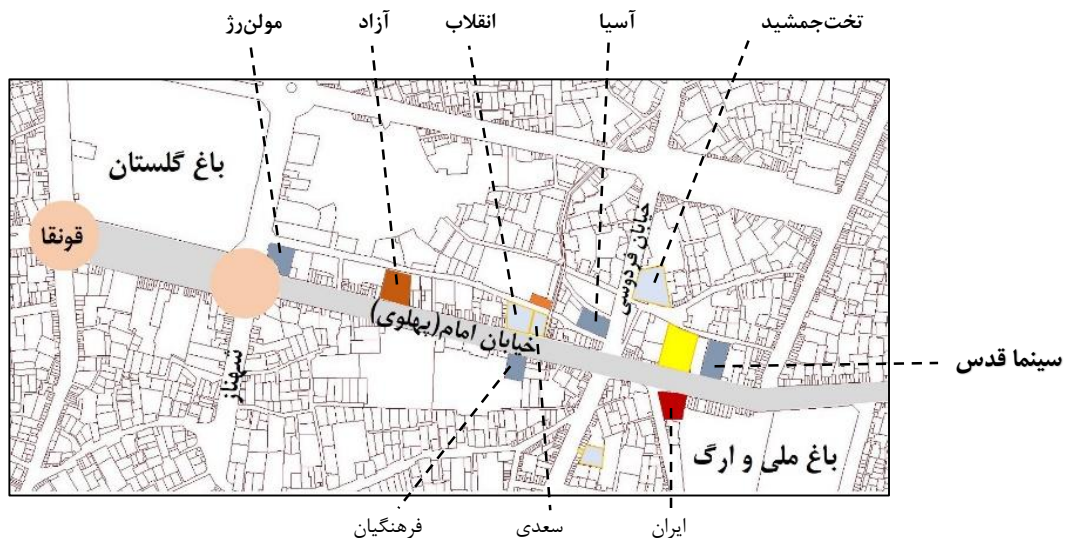 تخت‌جمشید
آسیا
انقلاب
آزاد
مولن‌رژ
باغ گلستان
قونقا
خیابان فردوسی
خیابان امام(پهلوی)
شهناز
سینما قدس
باغ ملی و ارگ
ایران
سعدی
فرهنگیان